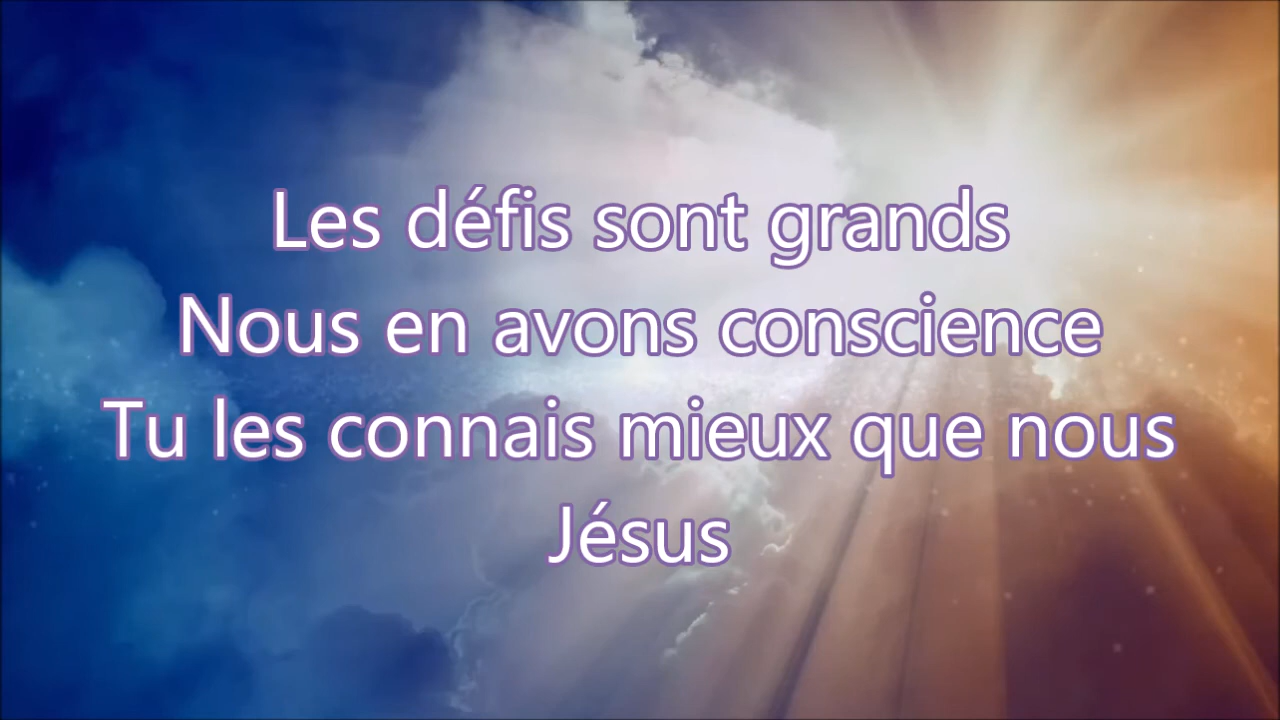 Les défis sont grands
Nous en avons conscience
Tu les connais mieux que nous
Jésus